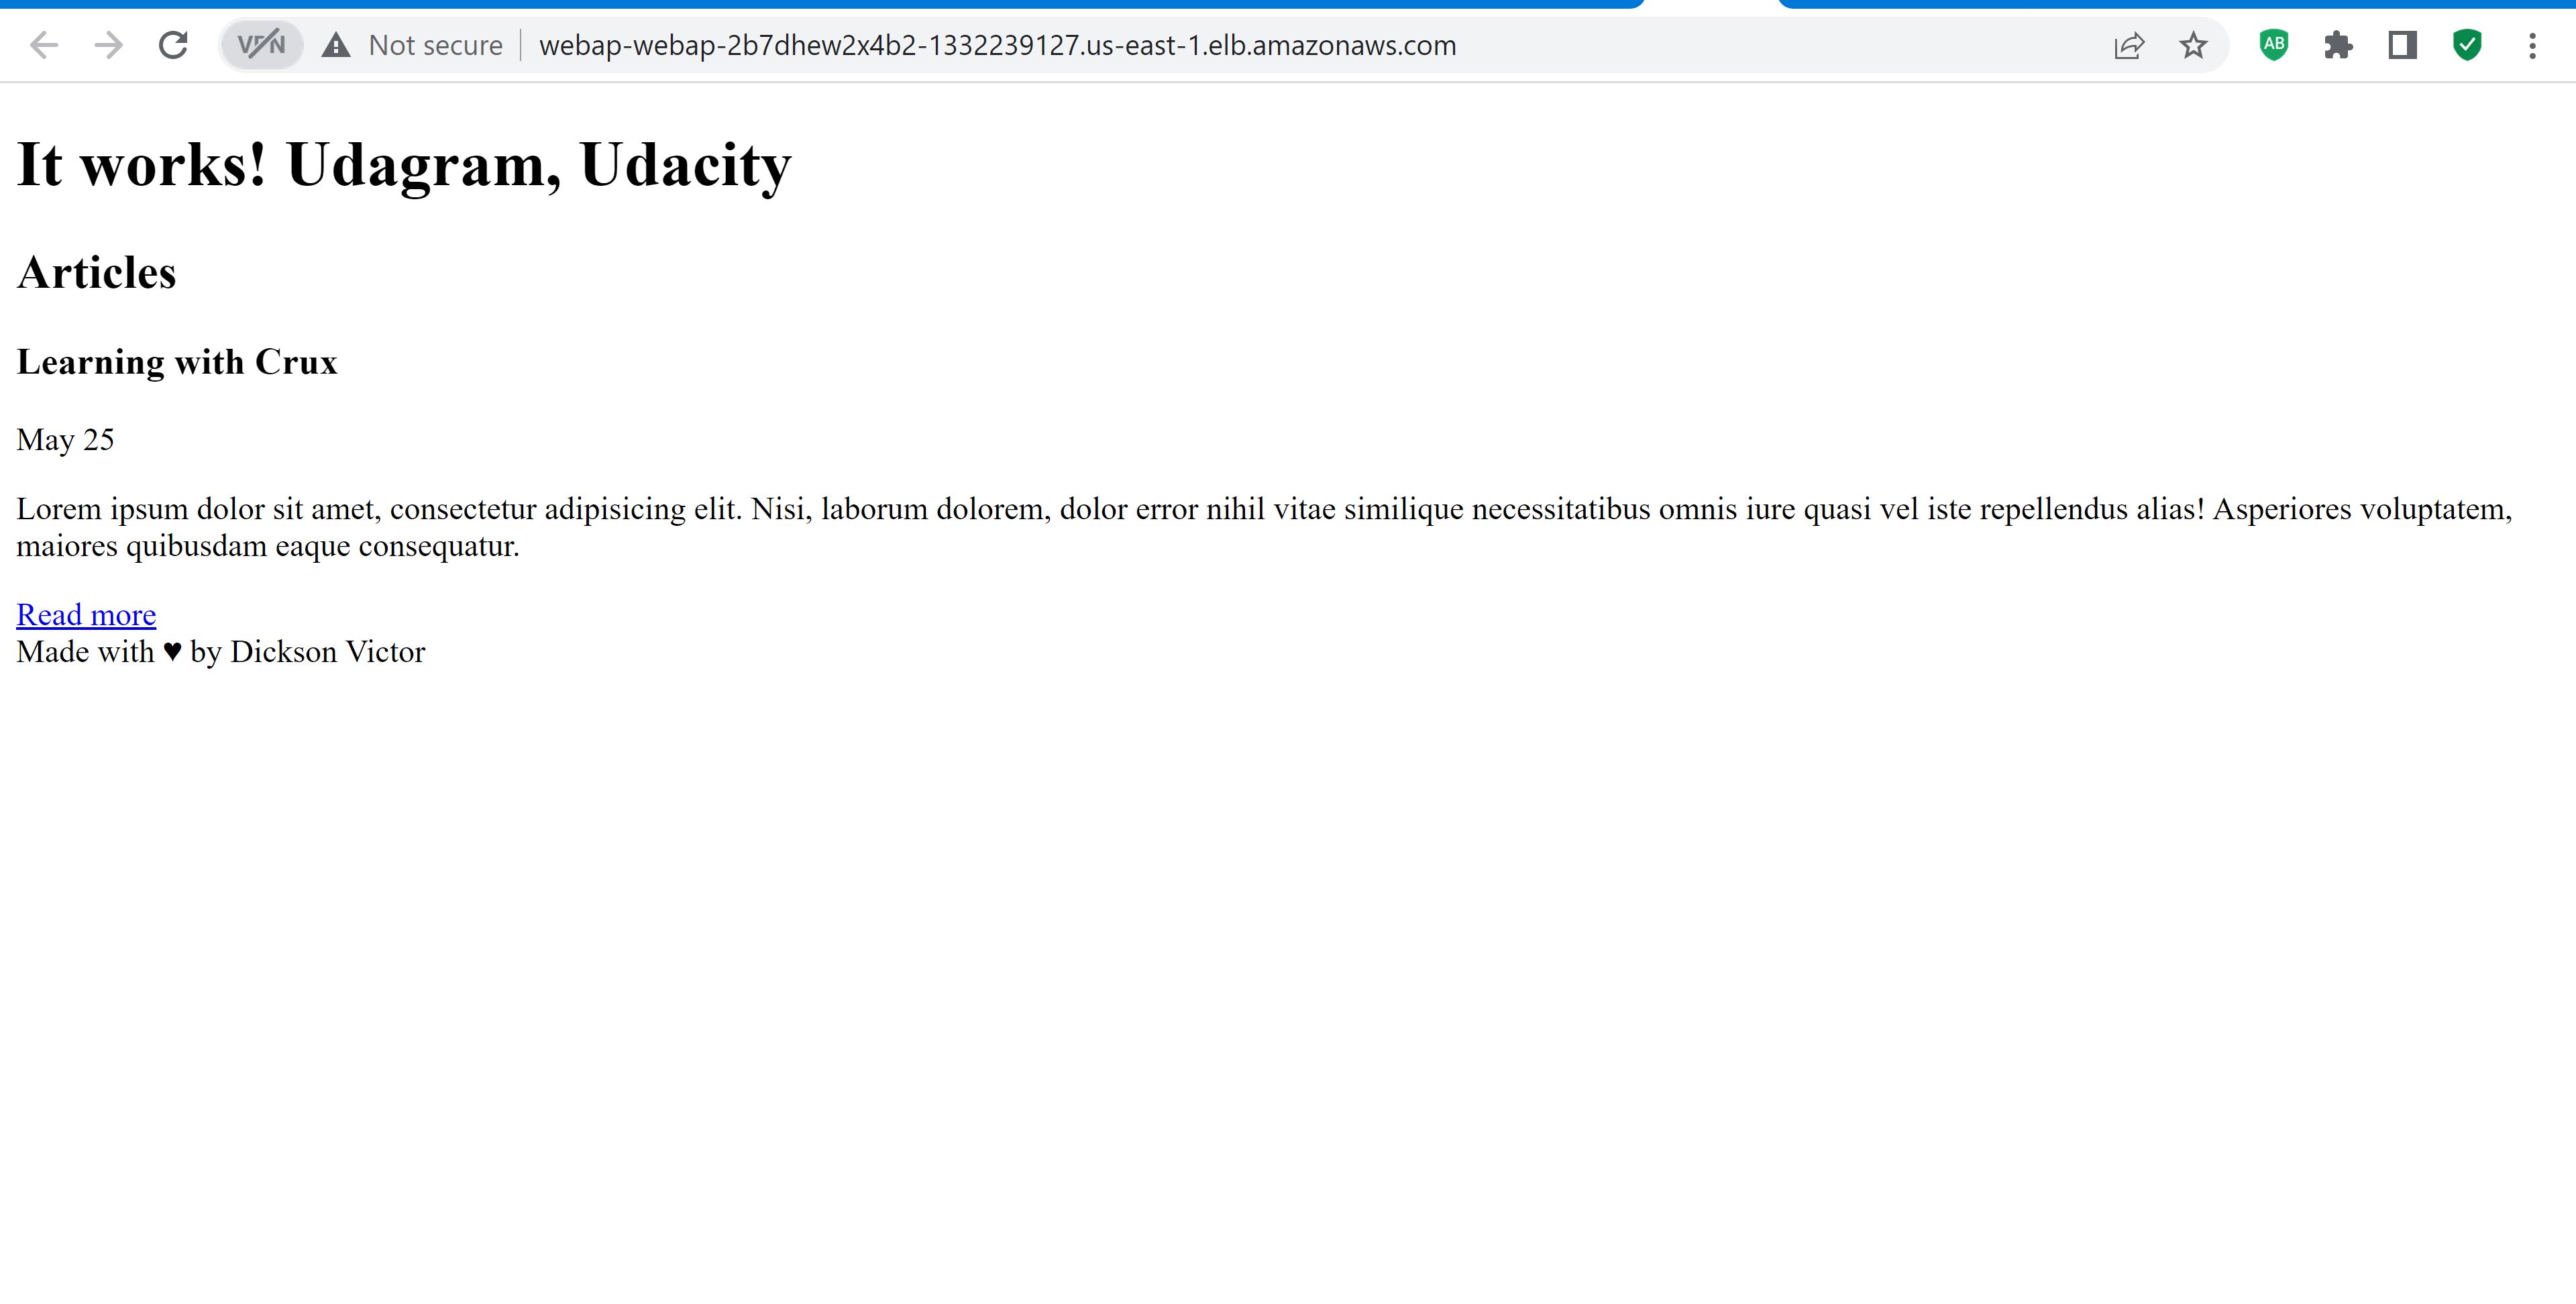 VPN Not secure webap-webap-2b7dhew2x4b2-1332239127.us-east-1.elb.amazonaws.com AB
It works! Udagram, Udacity
Articles
Learning with Crux
May 25
Lorem ipsum dolor sit amet, consectetur adipisicing elit. Nisi, laborum dolorem, dolor error nihil vitae similique necessitatibus omnis iure quasi vel iste repellendus alias! Asperiores voluptatem,
maiores quibusdam eaque consequatur.
Read more
Made with ♥ by Dickson Victor